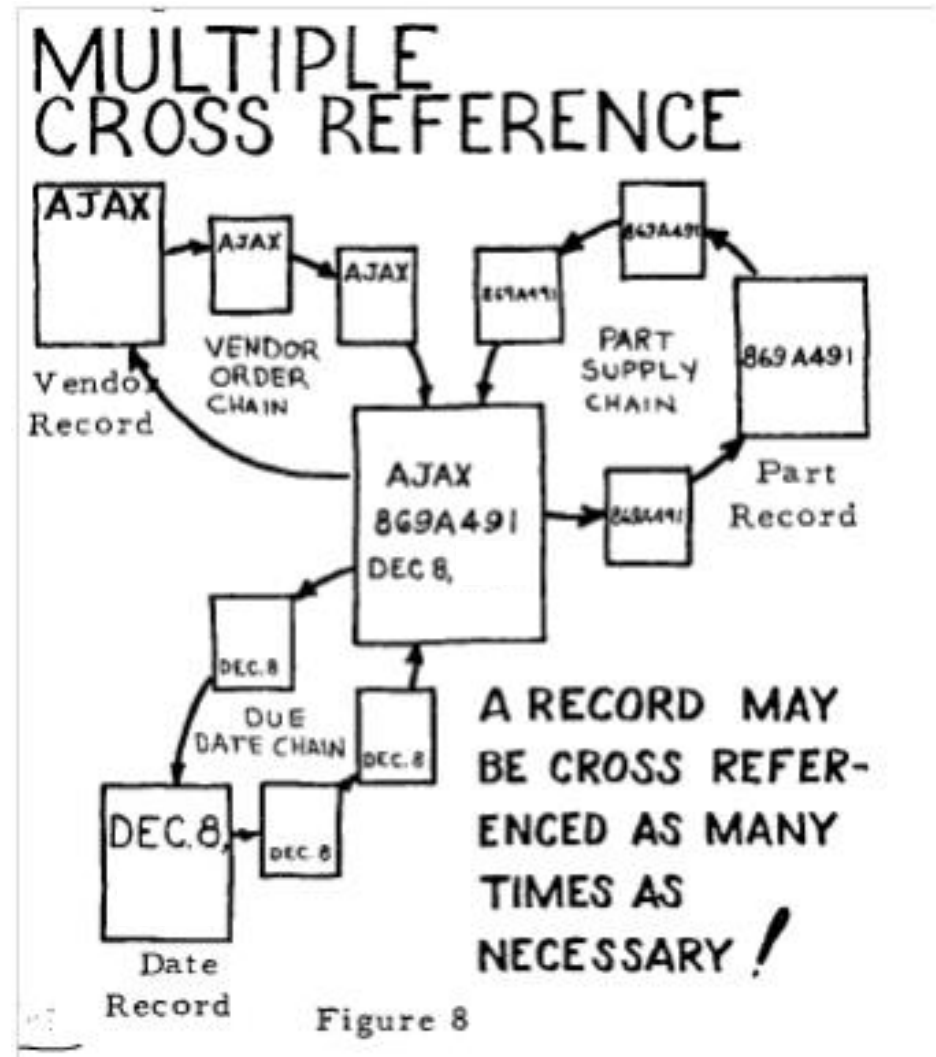 MULTIPLE
CROSS REFERENCE
AJAX
AJAX
AJAX
VENDOR
ORDER
CHAIN
Vendor
Record
869A491
869A491
869A491
PART
SUPPLY
CHAIN
Part
Record
869A491
AJAX
869A491
DEC 8,
DEC. 8
DUE
DATE CHAIN
DEC. 8
DEC. 8
DEC. 8,
Date
Record
A RECORD MAY
BE CROSS REFER-
ENCED AS MANY
TIMES AS
NECESSARY!
Figure 8